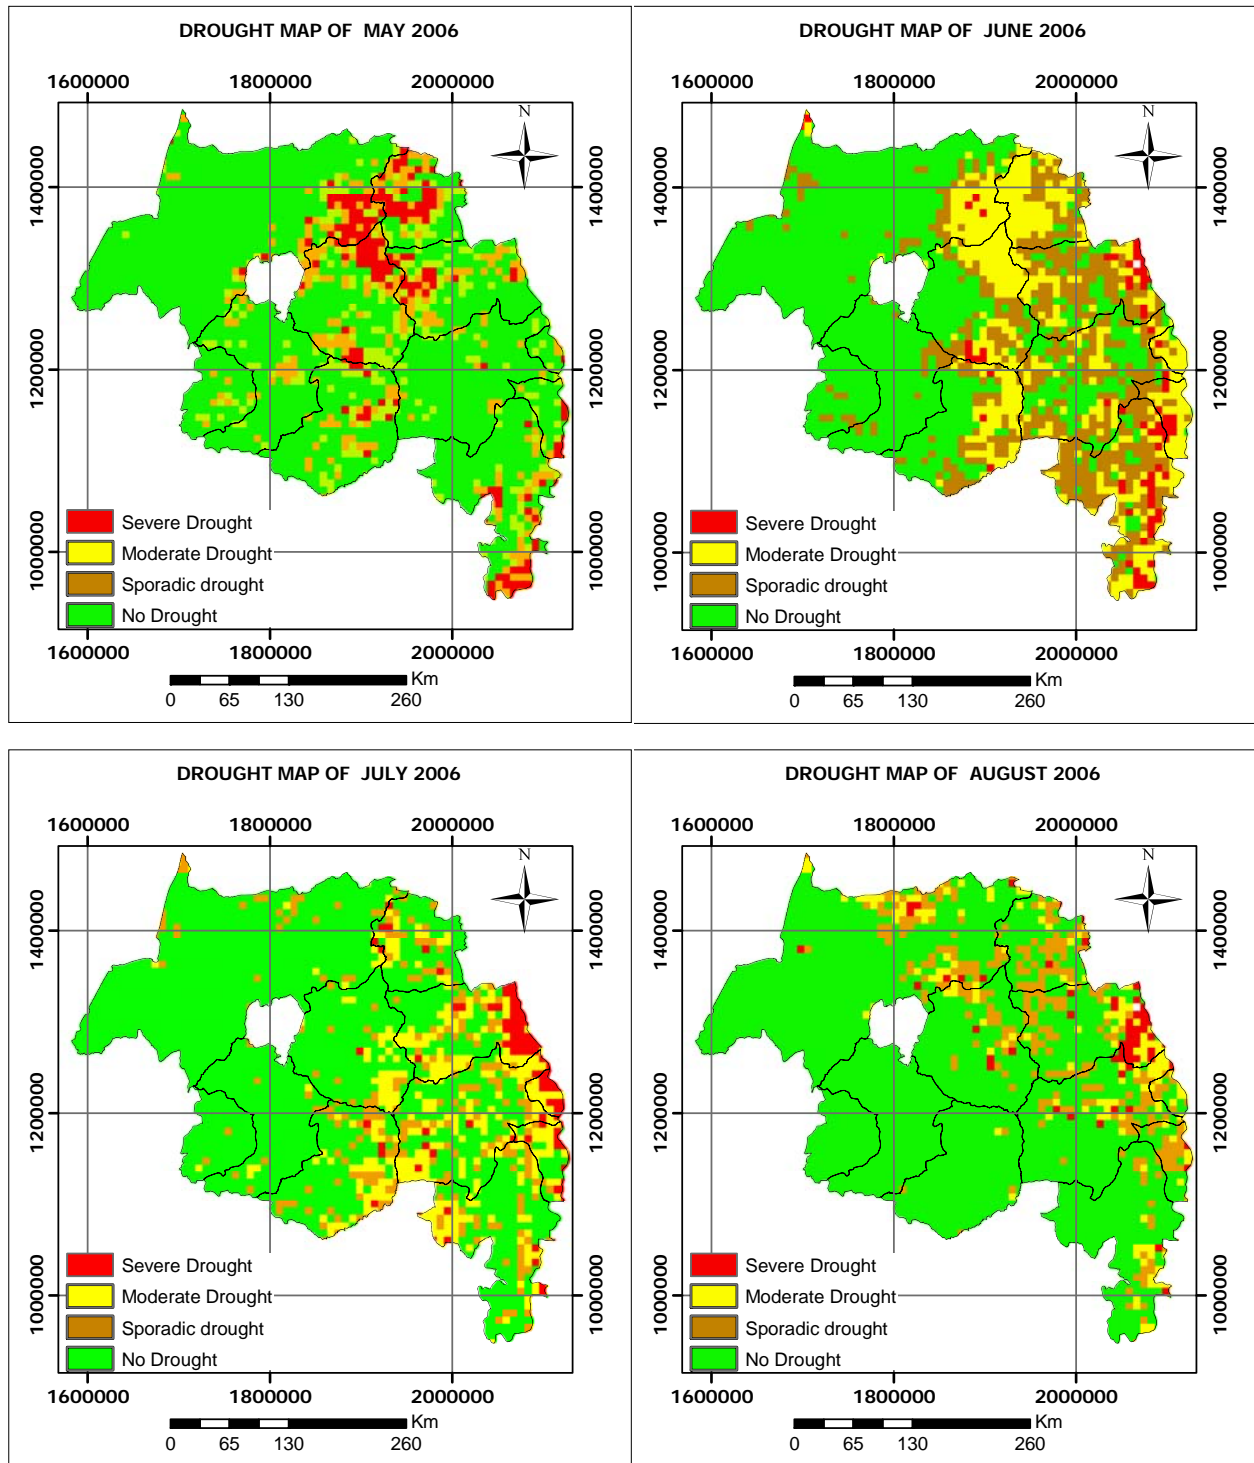 DROUGHT MAP OF MAY 2006
1600000 1800000 2000000
N
1400000 1400000
1200000 1200000
1000000 1000000
Severe Drought
Moderate Drought
Sporadic drought
No Drought
1600000 1800000 2000000
Km
0 65 130 260
DROUGHT MAP OF JUNE 2006
1600000 1800000 2000000
N
1400000 1400000
1200000 1200000
1000000 1000000
Severe Drought
Moderate Drought
Sporadic drought
No Drought
1600000 1800000 2000000
Km
0 65 130 260
DROUGHT MAP OF JULY 2006
1600000 1800000 2000000
N
1400000 1400000
1200000 1200000
1000000 1000000
Severe Drought
Moderate Drought
Sporadic drought
No Drought
1600000 1800000 2000000
Km
0 65 130 260
DROUGHT MAP OF AUGUST 2006
1600000 1800000 2000000
N
1400000 1400000
1200000 1200000
1000000 1000000
Severe Drought
Moderate Drought
Sporadic drought
No Drought
1600000 1800000 2000000
Km
0 65 130 260